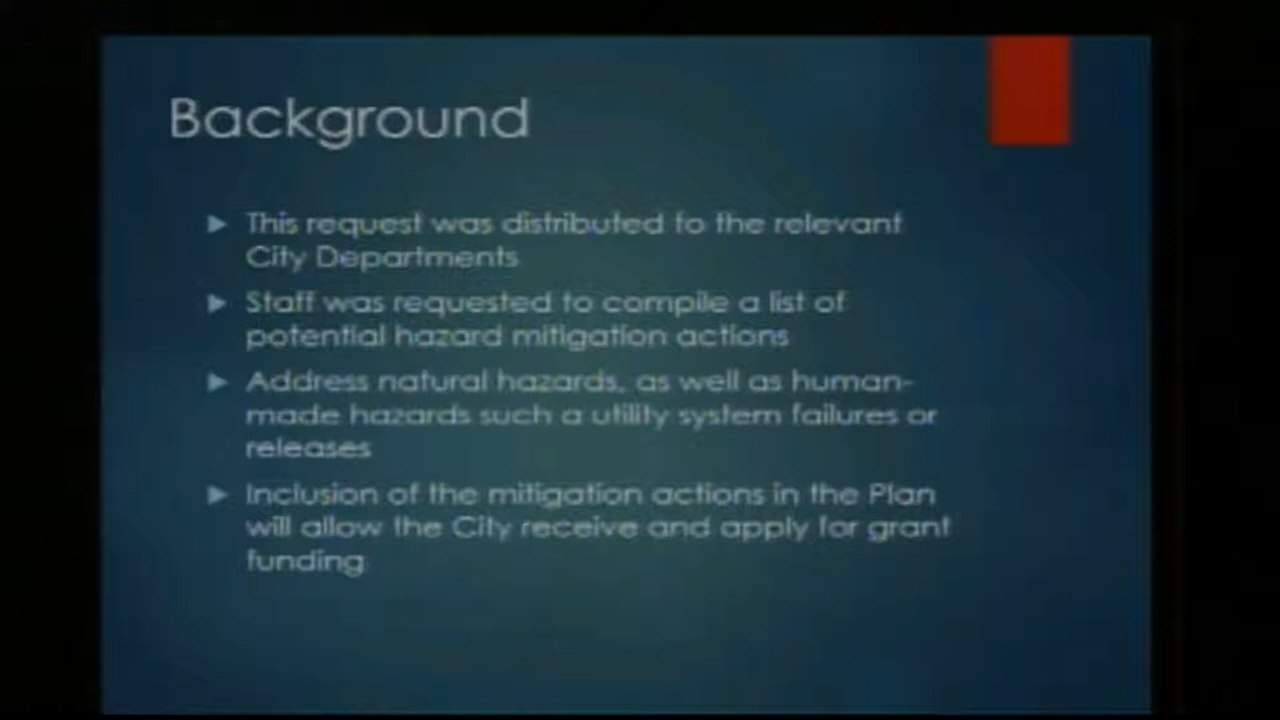 Background
This request was distributed to the relevant
City Departments
Staff was requested to compile a list of
potential hazard mitigation actions
Address natural hazards, as well as human-
made hazards such a utility system failures or
releases
Inclusion of the mitigation actions in the Plan
will allow the City receive and apply for grant
funding